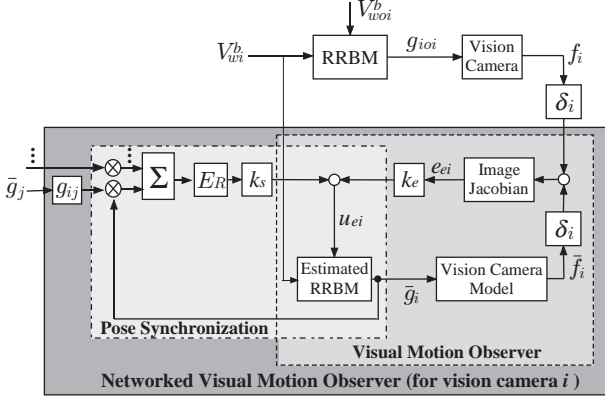 V^b_{woi}
V^b_{wi}
RRBM
g_{ioi}
Vision
Camera
f_i
δ_i
ḡ_j
g_{ij}
Σ
E_R
k_s
k_e
e_{ei}
Image
Jacobian
u_{ei}
δ_i
Estimated
RRBM
ḡ_i
Vision Camera
Model
f̄_i
Pose Synchronization
Visual Motion Observer
Networked Visual Motion Observer (for vision camera i )